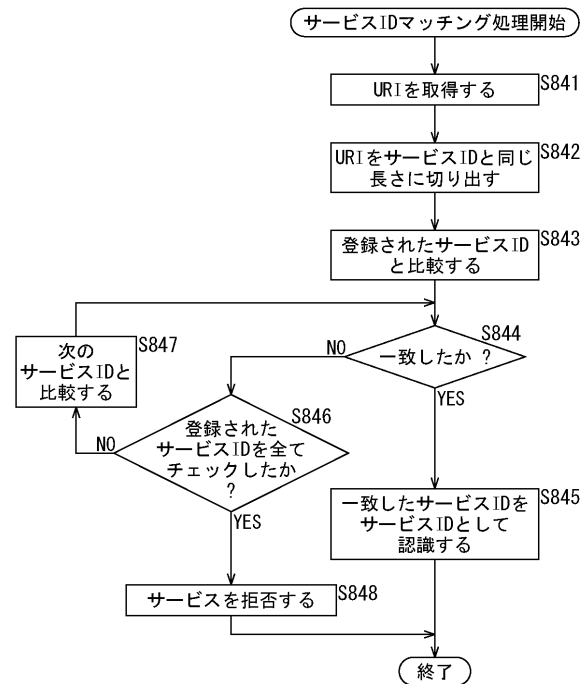 サービスIDマッチング処理開始
S841
URIを取得する
S842
URIをサービスIDと同じ
長さに切り出す
S843
登録されたサービスID
と比較する
S844
一致したか ?
NO
YES
S847
次の
サービスIDと
比較する
S846
登録された
サービスIDを全て
チェックしたか
?
NO
YES
S845
一致したサービスIDを
サービスIDとして
認識する
S848
サービスを拒否する
終了